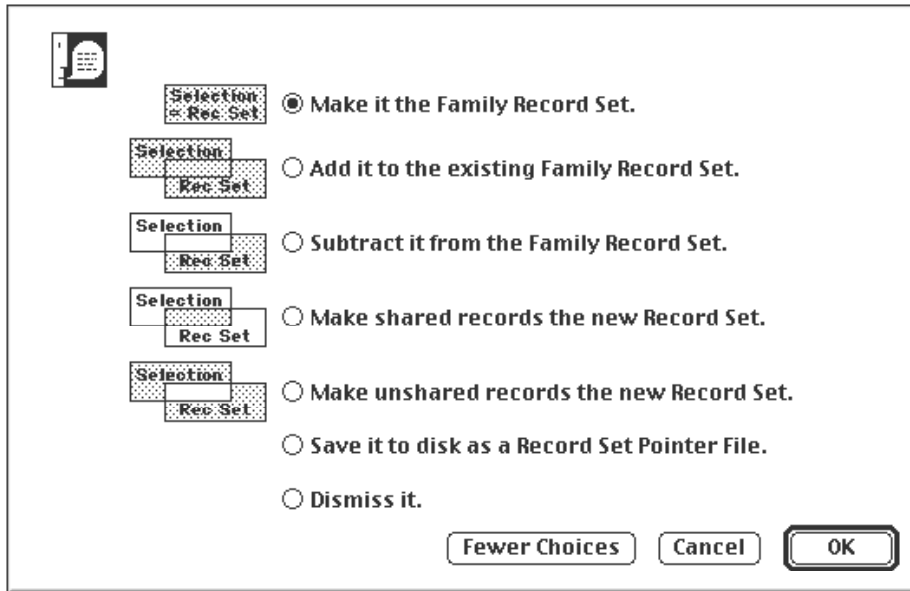 Selection
= Rec Set
Make it the Family Record Set.
Selection
Rec Set
Add it to the existing Family Record Set.
Selection
Rec Set
Subtract it from the Family Record Set.
Selection
Rec Set
Make shared records the new Record Set.
Selection
Rec Set
Make unshared records the new Record Set.
Save it to disk as a Record Set Pointer File.
Dismiss it.
Fewer Choices
Cancel
OK